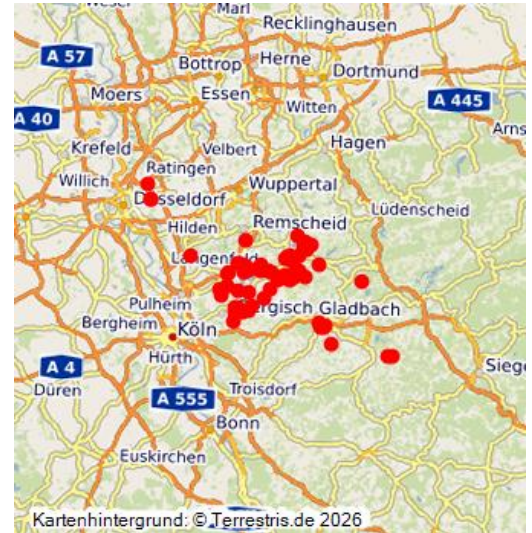 Wesel
Marl
Recklinghausen
A 57
Bottrop
Herne
Dortmund
Moers
Essen
Witten
A 445
A 40
Arns
Krefeld
Velbert
Hagen
Ratingen
Willich
Wuppertal
Düsseldorf
Lüdenscheid
Hilden
Remscheid
Langenfeld
Pulheim
ergisch Gladbach
Bergheim
Köln
Hürth
A 4
Siege
Düren
Troisdorf
A 555
Bonn
Euskirchen
Kartenhintergrund: © Terrestris.de 2026